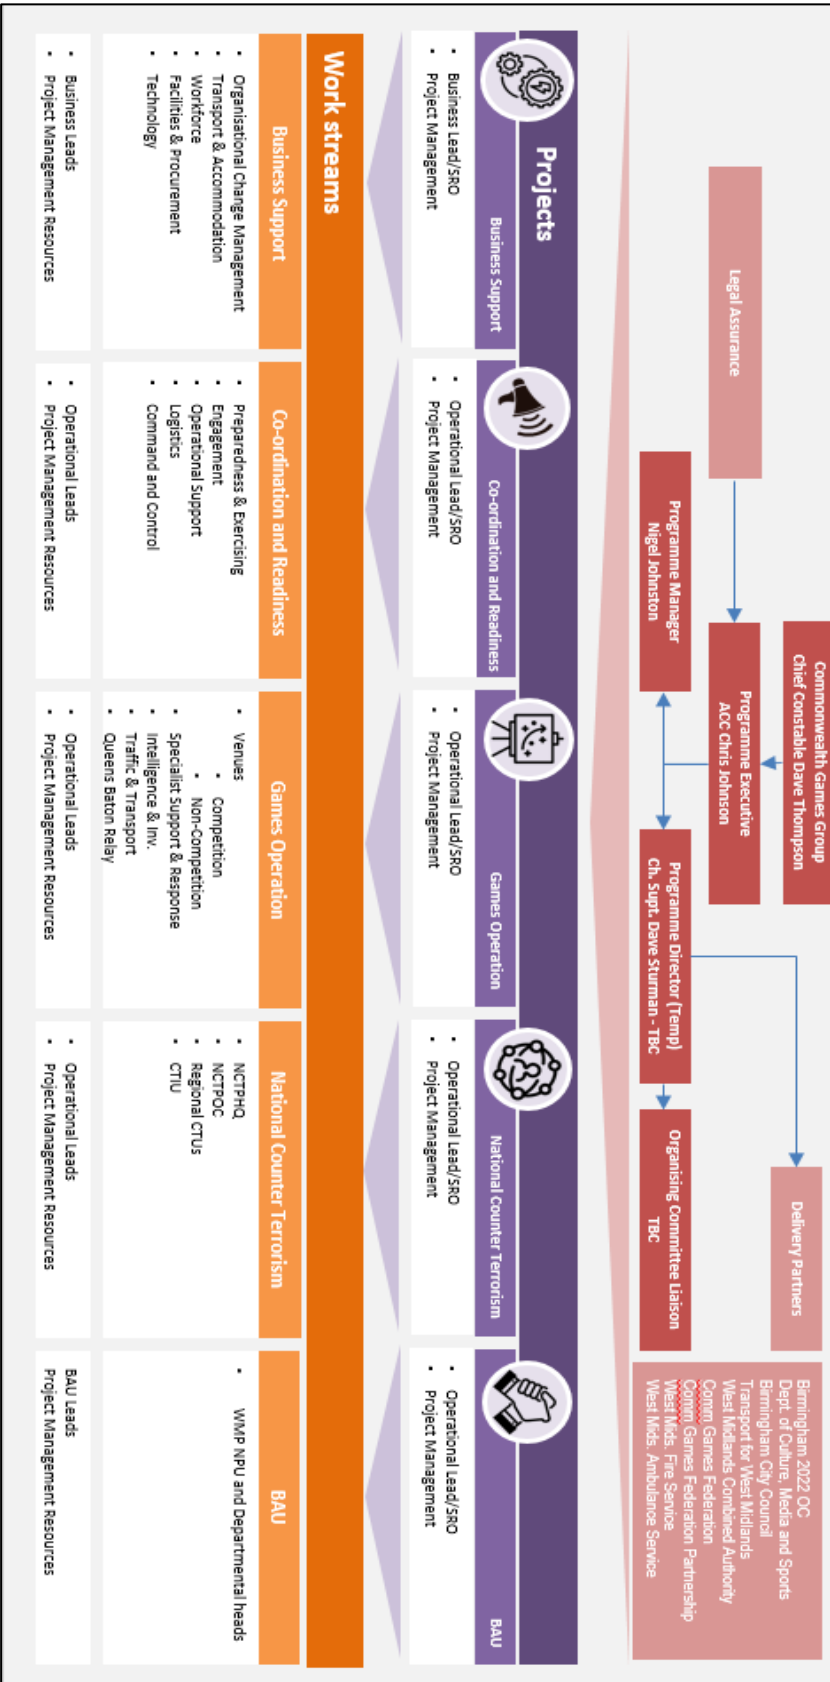 Commonwealth Games Group
Chief Constable Dave Thompson
Legal Assurance
Programme Executive
ACC Chris Johnson
Delivery Partners
Programme Manager
Nigel Johnston
Programme Director (Temp)
Ch. Supt. Dave Sturman - TBC
Organising Committee Liaison
TBC
Birmingham 2022 OC
Dept. of Culture, Media and Sports
Birmingham City Council
Transport for West Midlands
West Midlands Combined Authority
Comm Games Federation
Comm Games Federation Partnership
West Mids. Fire Service
West Mids. Ambulance Service
Projects
Business Support
• Business Lead/SRO
• Project Management
Co-ordination and Readiness
• Operational Lead/SRO
• Project Management
Games Operation
• Operational Lead/SRO
• Project Management
National Counter Terrorism
• Operational Lead/SRO
• Project Management
BAU
• Operational Lead/SRO
• Project Management
Work streams
Business Support
• Organisational Change Management
• Transport & Accommodation
• Workforce
• Facilities & Procurement
• Technology
• Business Leads
• Project Management Resources
Co-ordination and Readiness
• Preparedness & Exercising
• Engagement
• Operational Support
• Logistics
• Command and Control
• Operational Leads
• Project Management Resources
Games Operation
• Venues
• Competition
• Non-Competition
• Specialist Support & Response
• Intelligence & Inv.
• Traffic & Transport
• Queens Baton Relay
• Operational Leads
• Project Management Resources
National Counter Terrorism
• NCTPHQ
• NCTPOC
• Regional CTUs
• CTIU
• Operational Leads
• Project Management Resources
BAU
• WMP NPU and Departmental heads
BAU Leads
Project Management Resources